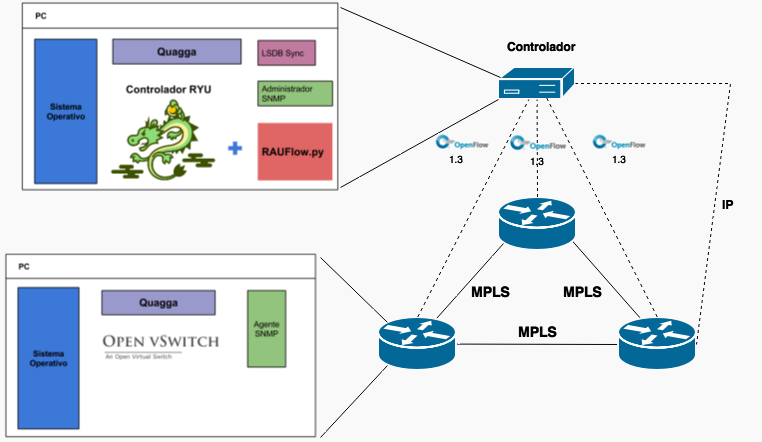 PC
Sistema
Operativo
Quagga
LSDB Sync
Controlador RYU
Administrador
SNMP
+
RAUFlow.py
Controlador
OpenFlow
1.3
OpenFlow
1.3
OpenFlow
1.3
IP
MPLS
MPLS
MPLS
PC
Sistema
Operativo
Quagga
OPEN VSWITCH
An Open Virtual Switch
Agente
SNMP